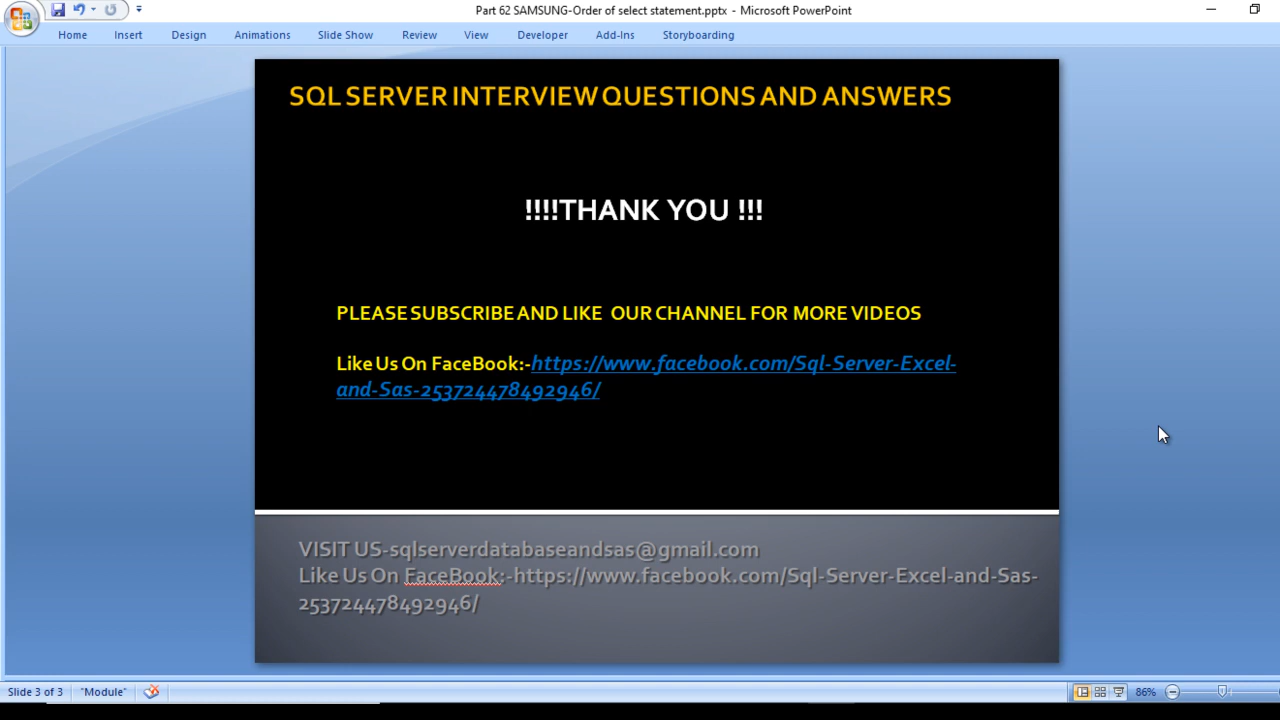 Part 62 SAMSUNG-Order of select statement.pptx - Microsoft PowerPoint
Home Insert Design Animations Slide Show Review View Developer Add-Ins Storyboarding
SQL SERVER INTERVIEW QUESTIONS AND ANSWERS
!!!!THANK YOU !!!
PLEASE SUBSCRIBE AND LIKE OUR CHANNEL FOR MORE VIDEOS
Like Us On FaceBook:-https://www.facebook.com/Sql-Server-Excel-
and-Sas-253724478492946/
VISIT US-sqlserverdatabaseandsas@gmail.com
Like Us On FaceBook:-https://www.facebook.com/Sql-Server-Excel-and-Sas-
253724478492946/
Slide 3 of 3 "Module" 86%